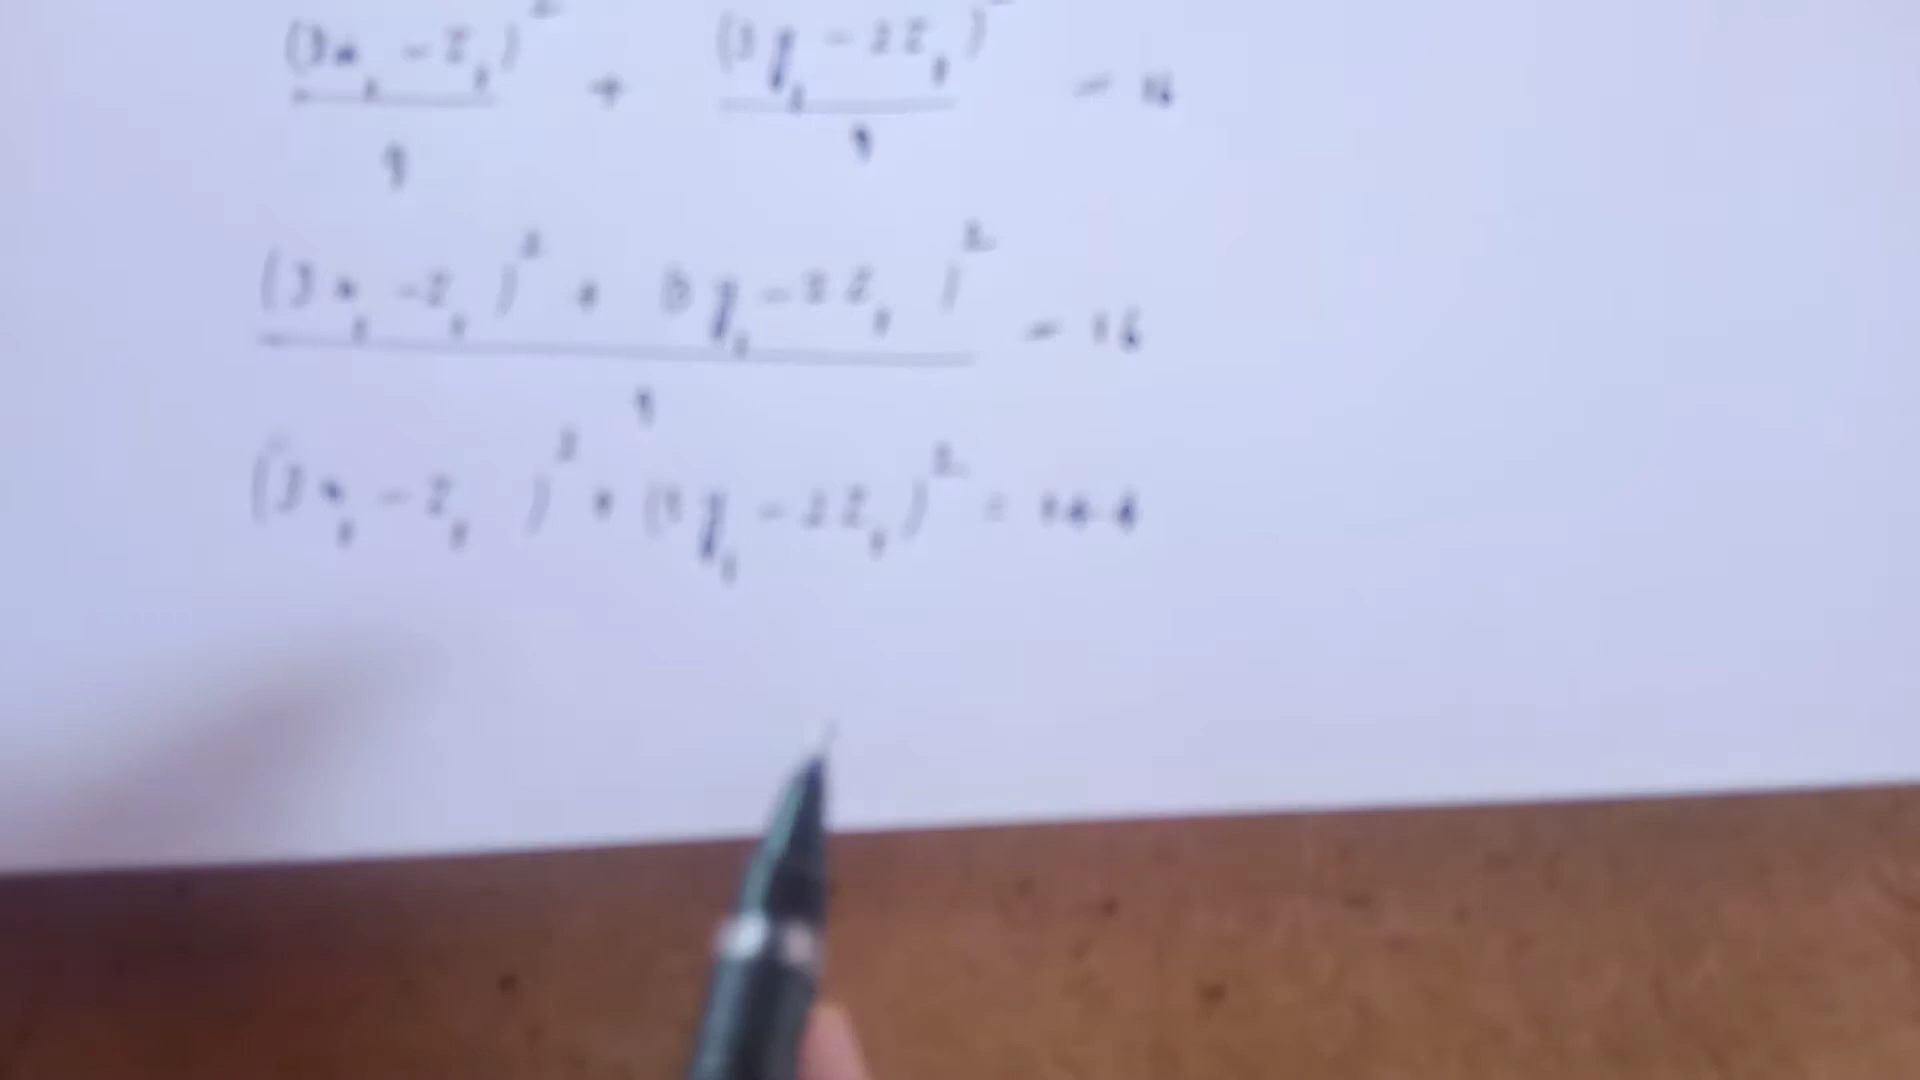 (3x₁ - z₁)²/9 + (3y₁ - 2z₁)²/9 = 16
((3x₁ - z₁)² + (3y₁ - 2z₁)²)/9 = 16
(3x₁ - z₁)² + (3y₁ - 2z₁)² = 144